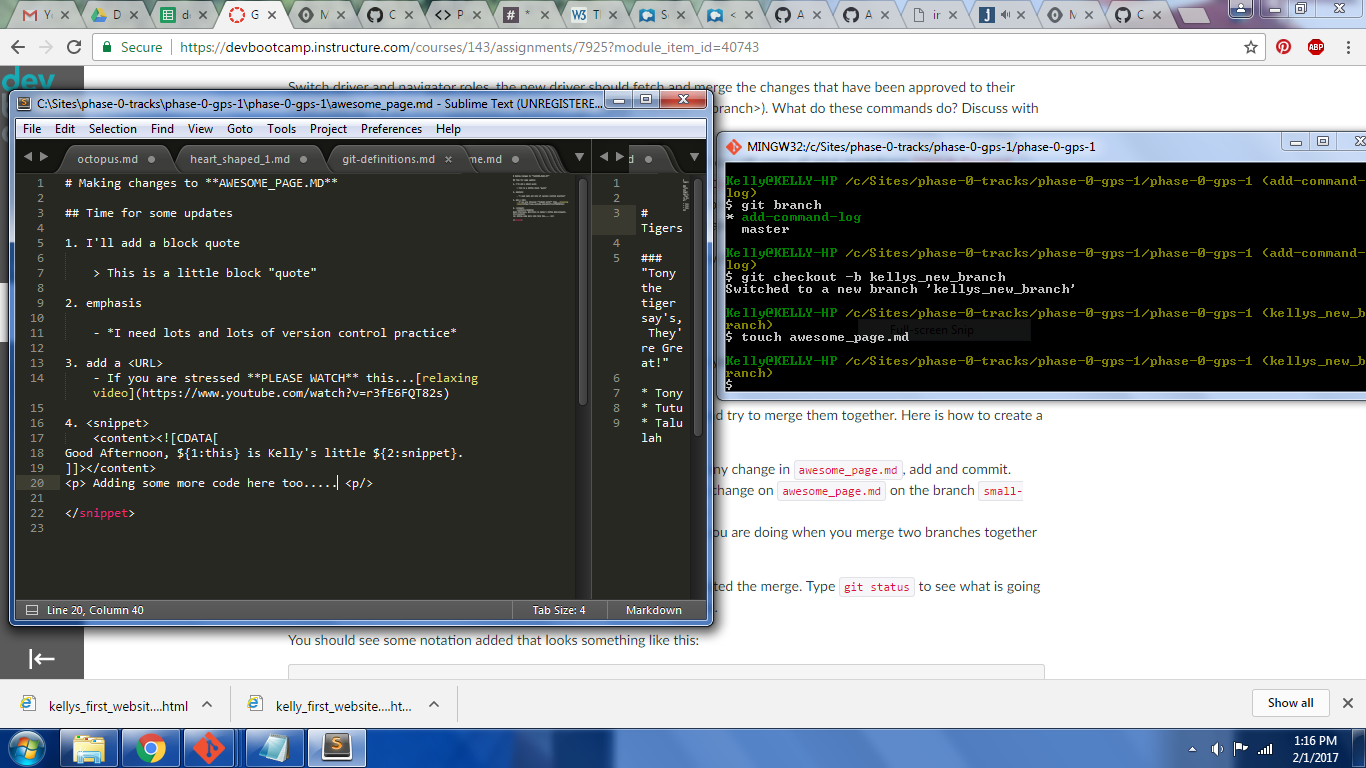 Secure
https://devbootcamp.instructure.com/courses/143/assignments/7925?module_item_id=40743
ABP
dev
Switch driver and navigator roles, the new driver should fetch and merge the changes that have been approved to their
branch>). What do these commands do? Discuss with
C:\Sites\phase-0-tracks\phase-0-gps-1\phase-0-gps-1\awesome_page.md - Sublime Text (UNREGISTERE...
File Edit Selection Find View Goto Tools Project Preferences Help
octopus.md heart_shaped_1.md git-definitions.md me.md d
1 # Making changes to **AWESOME_PAGE.MD**
2
3 ## Time for some updates
4
5 1. I'll add a block quote
6
7 > This is a little block "quote"
8
9 2. emphasis
10
11 - *I need lots and lots of version control practice*
12
13 3. add a <URL>
14 - If you are stressed **PLEASE WATCH** this...[relaxing
video](https://www.youtube.com/watch?v=r3fE6FQT82s)
15
16 4. <snippet>
17 <content><![CDATA[
18 Good Afternoon, ${1:this} is Kelly's little ${2:snippet}.
19 ]]></content>
20 <p> Adding some more code here too..... <p/>
21
22 </snippet>
23
1
2
3 #
Tigers
4
5 ###
"Tony
the
tiger
say's,
They'
re Gre
at!"
6
7 * Tony
8 * Tutu
9 * Talu
lah
Line 20, Column 40
Tab Size: 4
Markdown
MINGW32:/c/Sites/phase-0-tracks/phase-0-gps-1/phase-0-gps-1
Kelly@KELLY-HP /c/Sites/phase-0-tracks/phase-0-gps-1/phase-0-gps-1 (add-command-
log)
$ git branch
* add-command-log
master
Kelly@KELLY-HP /c/Sites/phase-0-tracks/phase-0-gps-1/phase-0-gps-1 (add-command-
log)
$ git checkout -b kellys_new_branch
Switched to a new branch 'kellys_new_branch'
Kelly@KELLY-HP /c/Sites/phase-0-tracks/phase-0-gps-1/phase-0-gps-1 (kellys_new_b
ranch)
Full-screen Snip
$ touch awesome_page.md
Kelly@KELLY-HP /c/Sites/phase-0-tracks/phase-0-gps-1/phase-0-gps-1 (kellys_new_b
ranch)
$
d try to merge them together. Here is how to create a
ny change in awesome_page.md, add and commit.
change on awesome_page.md on the branch small-
ou are doing when you merge two branches together
ted the merge. Type git status to see what is going
You should see some notation added that looks something like this:
kellys_first_websit....html
kelly_first_website....ht...
Show all
1:16 PM
2/1/2017